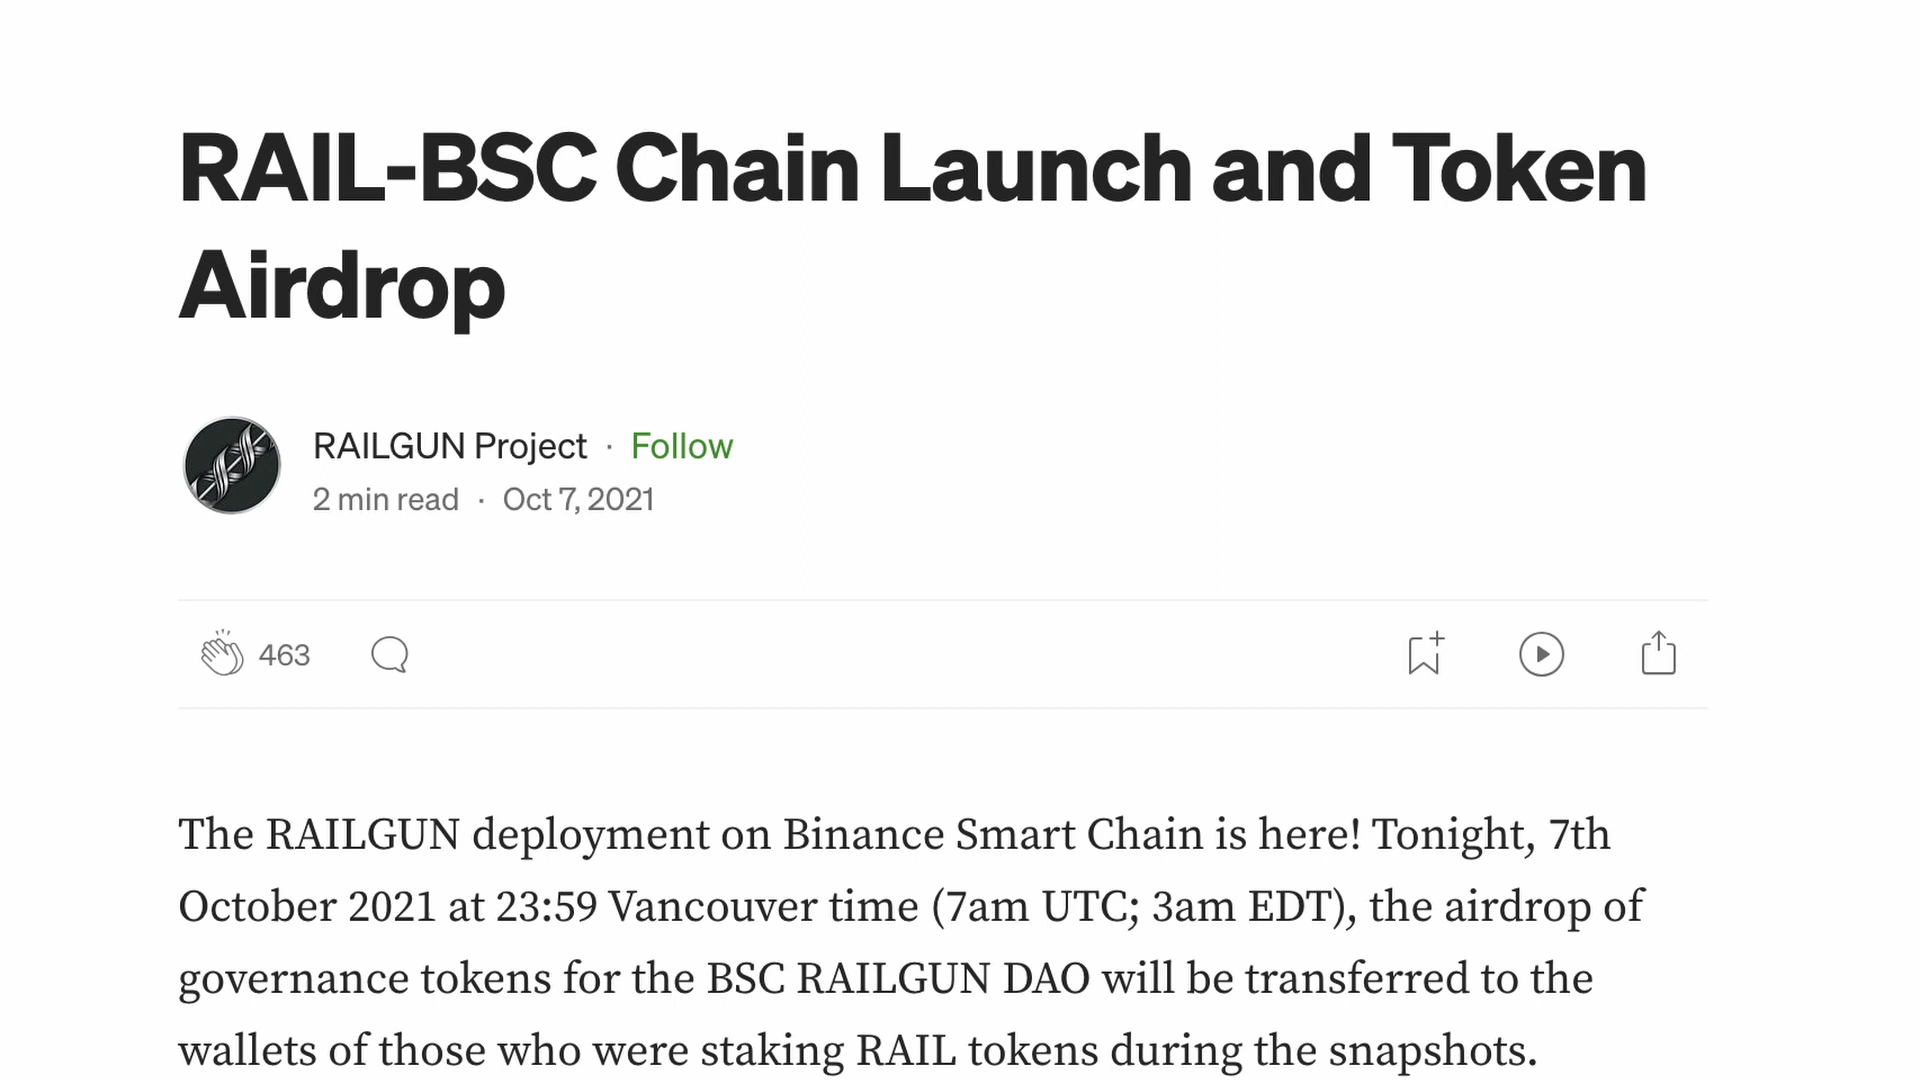 RAIL-BSC Chain Launch and Token
Airdrop
RAILGUN Project · Follow
2 min read · Oct 7, 2021
463
The RAILGUN deployment on Binance Smart Chain is here! Tonight, 7th
October 2021 at 23:59 Vancouver time (7am UTC; 3am EDT), the airdrop of
governance tokens for the BSC RAILGUN DAO will be transferred to the
wallets of those who were staking RAIL tokens during the snapshots.